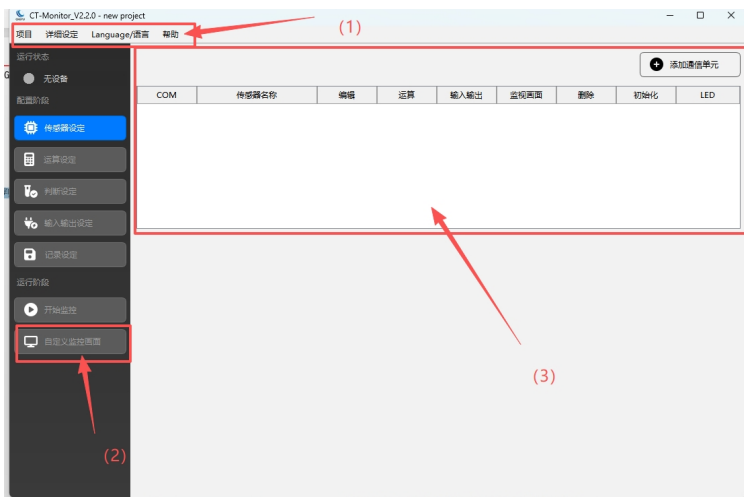 CT-Monitor_V2.2.0 - new project
项目 详细设定 Language/语言 帮助
(1)
运行状态
无设备
添加通信单元
配置阶段
COM 传感器名称 编辑 运算 输入输出 监视画面 删除 初始化 LED
传感器设定
运算设定
判断设定
输入输出设定
记录设定
运行阶段
开始监控
自定义监控画面
(3)
(2)